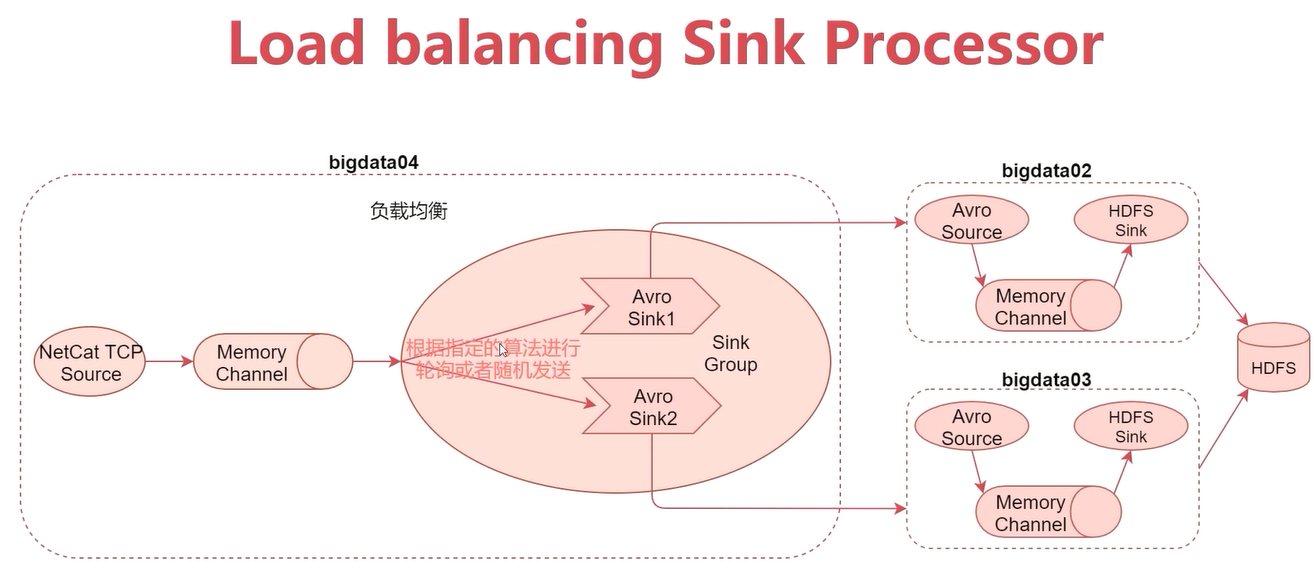 Load balancing Sink Processor
bigdata04
负载均衡
NetCat TCP
Source
Memory
Channel
根据指定的算法进行
轮询或者随机发送
Avro
Sink1
Avro
Sink2
Sink
Group
bigdata02
Avro
Source
HDFS
Sink
Memory
Channel
bigdata03
Avro
Source
HDFS
Sink
Memory
Channel
HDFS